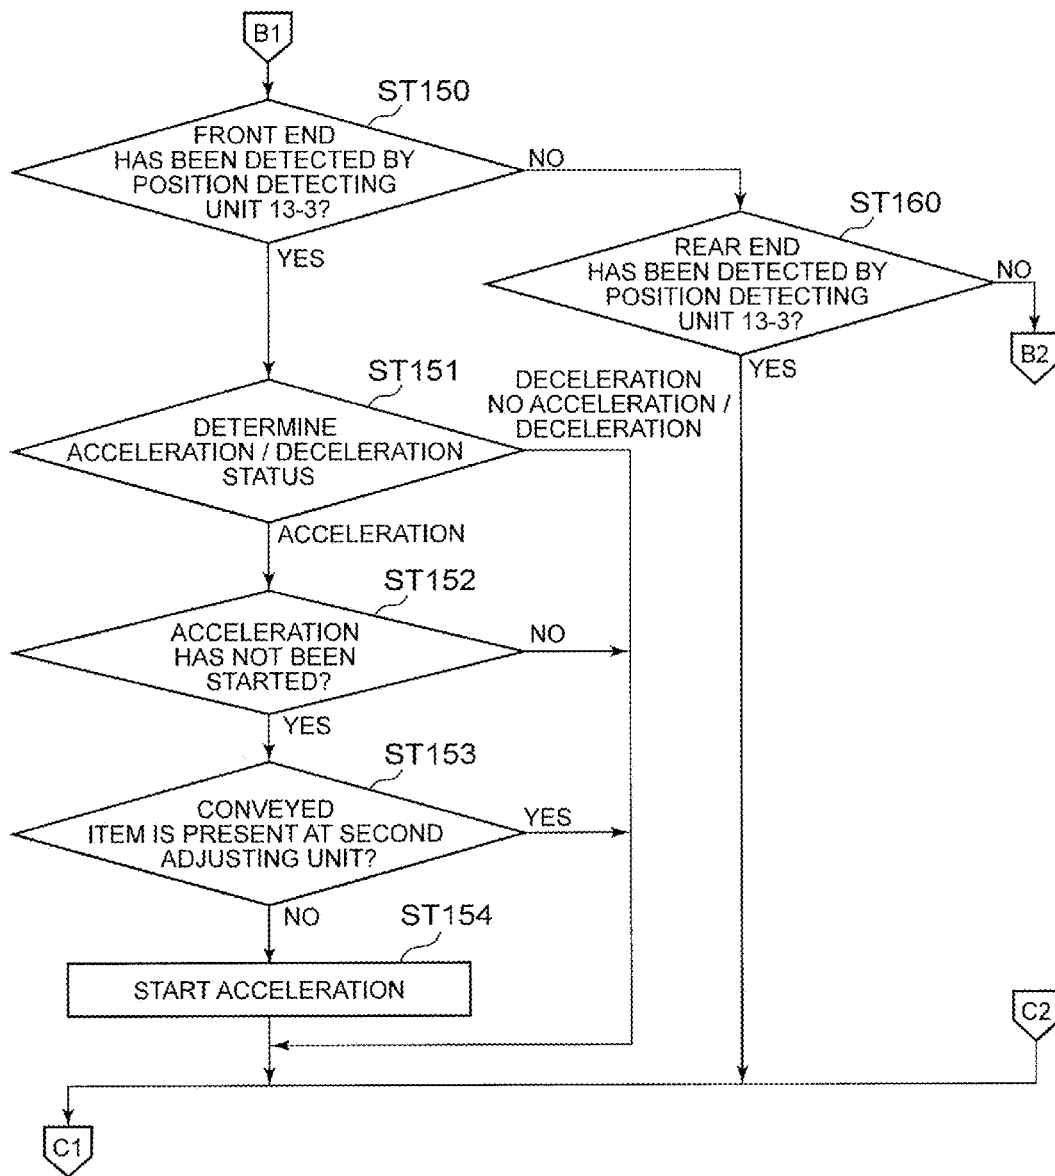 B1
ST150
FRONT END
HAS BEEN DETECTED BY
POSITION DETECTING
UNIT 13-3?
NO
YES
ST160
REAR END
HAS BEEN DETECTED BY
POSITION DETECTING
UNIT 13-3?
NO
B2
YES
ST151
DETERMINE
ACCELERATION / DECELERATION
STATUS
DECELERATION
NO ACCELERATION /
DECELERATION
ACCELERATION
ST152
ACCELERATION
HAS NOT BEEN
STARTED?
NO
YES
ST153
CONVEYED
ITEM IS PRESENT AT SECOND
ADJUSTING UNIT?
YES
NO
ST154
START ACCELERATION
C2
C1